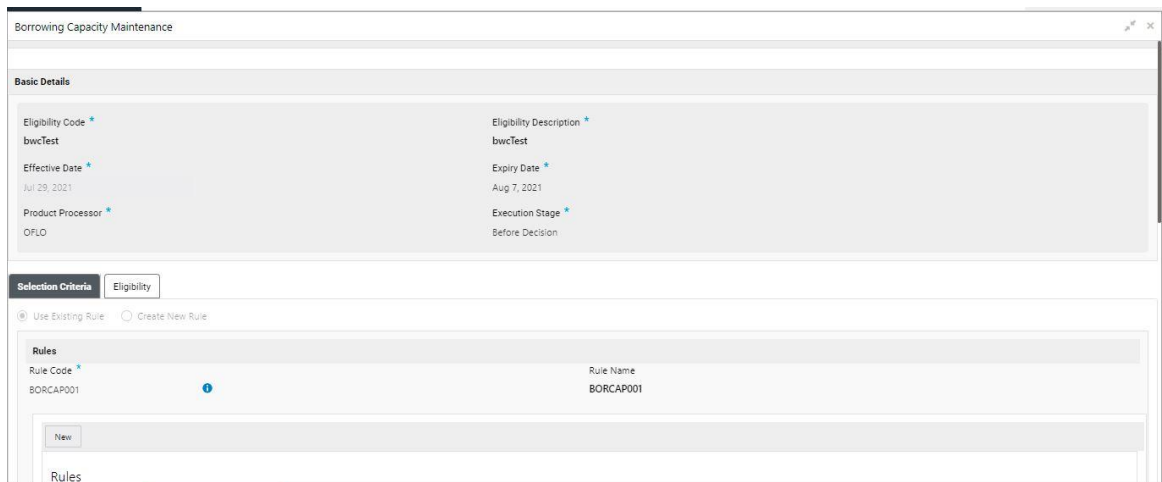 Borrowing Capacity Maintenance
Basic Details
Eligibility Code * Eligibility Description *
bwcTest bwcTest
Effective Date * Expiry Date *
Jul 29, 2021 Aug 7, 2021
Product Processor * Execution Stage *
OFLO Before Decision
Selection Criteria Eligibility
Use Existing Rule Create New Rule
Rules
Rule Code * Rule Name
BORCAP001 BORCAP001
New
Rules